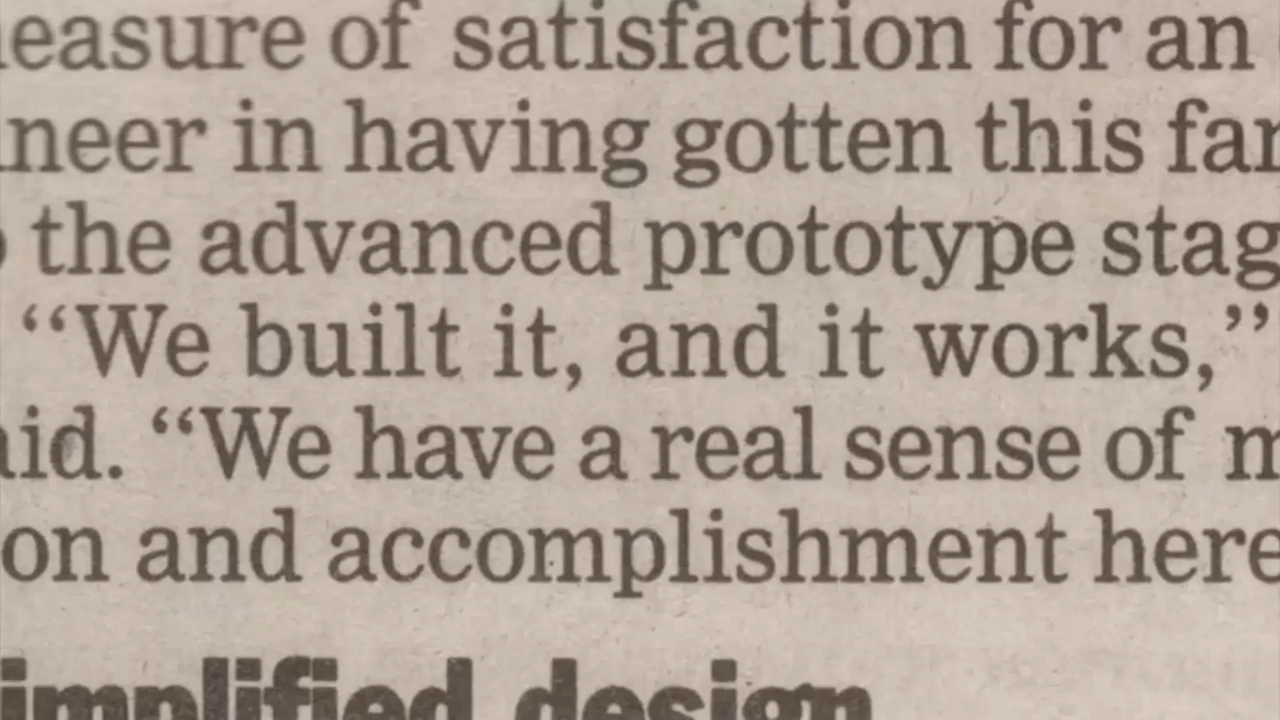 easure of satisfaction for an
neer in having gotten this far
the advanced prototype stag
“We built it, and it works,”
aid. “We have a real sense of m
on and accomplishment here
implified design